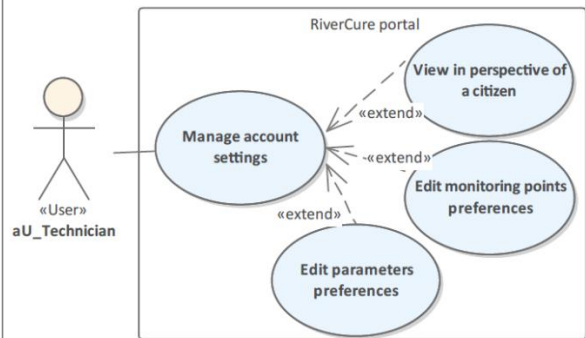 RiverCure portal
View in perspective of
a citizen
«extend»
Manage account
settings
«extend»
Edit monitoring points
preferences
«extend»
«User»
aU_Technician
Edit parameters
preferences